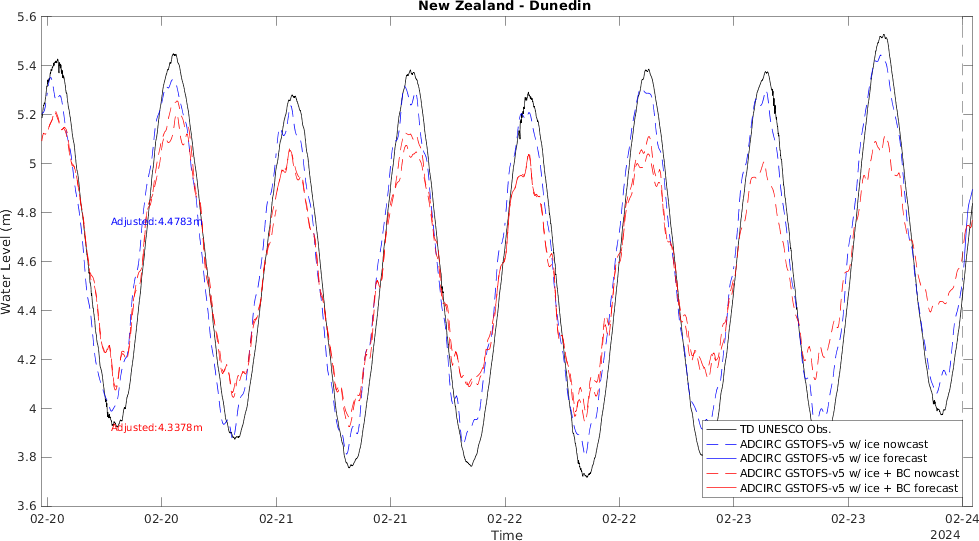 New Zealand - Dunedin
5.6
5.4
5.2
5
4.8
4.6
4.4
4.2
4
3.8
3.6
Water Level (m)
Adjusted:4.4783m
Adjusted:4.3378m
TD UNESCO Obs.
ADCIRC GSTOFS-v5 w/ ice nowcast
ADCIRC GSTOFS-v5 w/ ice forecast
ADCIRC GSTOFS-v5 w/ ice + BC nowcast
ADCIRC GSTOFS-v5 w/ ice + BC forecast
02-20 02-20 02-21 02-21 02-22 02-22 02-23 02-23 02-24
Time
2024